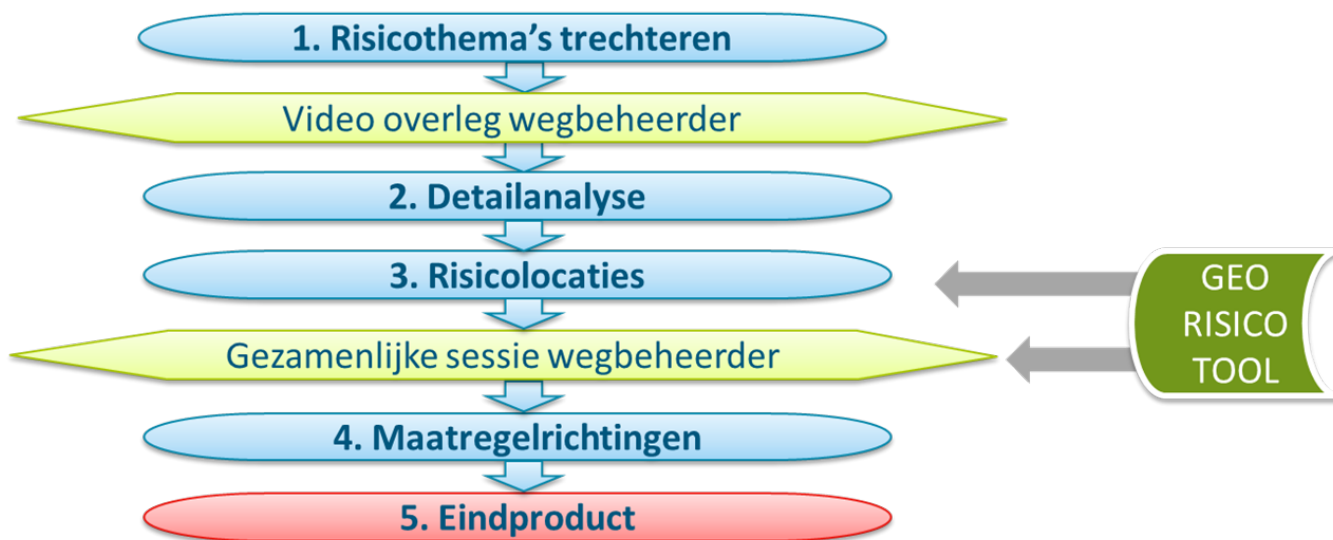 1. Risicothema’s trechteren
Video overleg wegbeheerder
2. Detailanalyse
3. Risicolocaties
Gezamenlijke sessie wegbeheerder
4. Maatregelrichtingen
5. Eindproduct
GEO
RISICO
TOOL